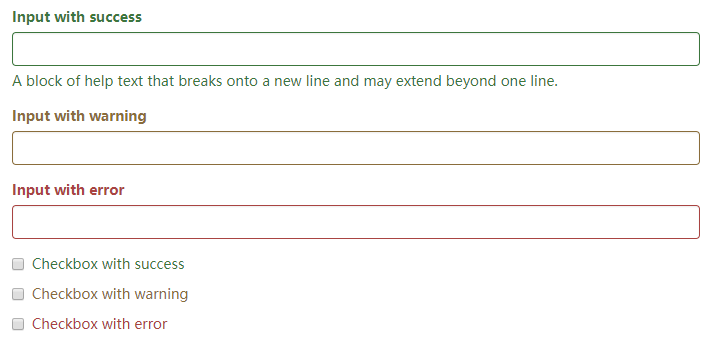 Input with success
A block of help text that breaks onto a new line and may extend beyond one line.
Input with warning
Input with error
Checkbox with success
Checkbox with warning
Checkbox with error